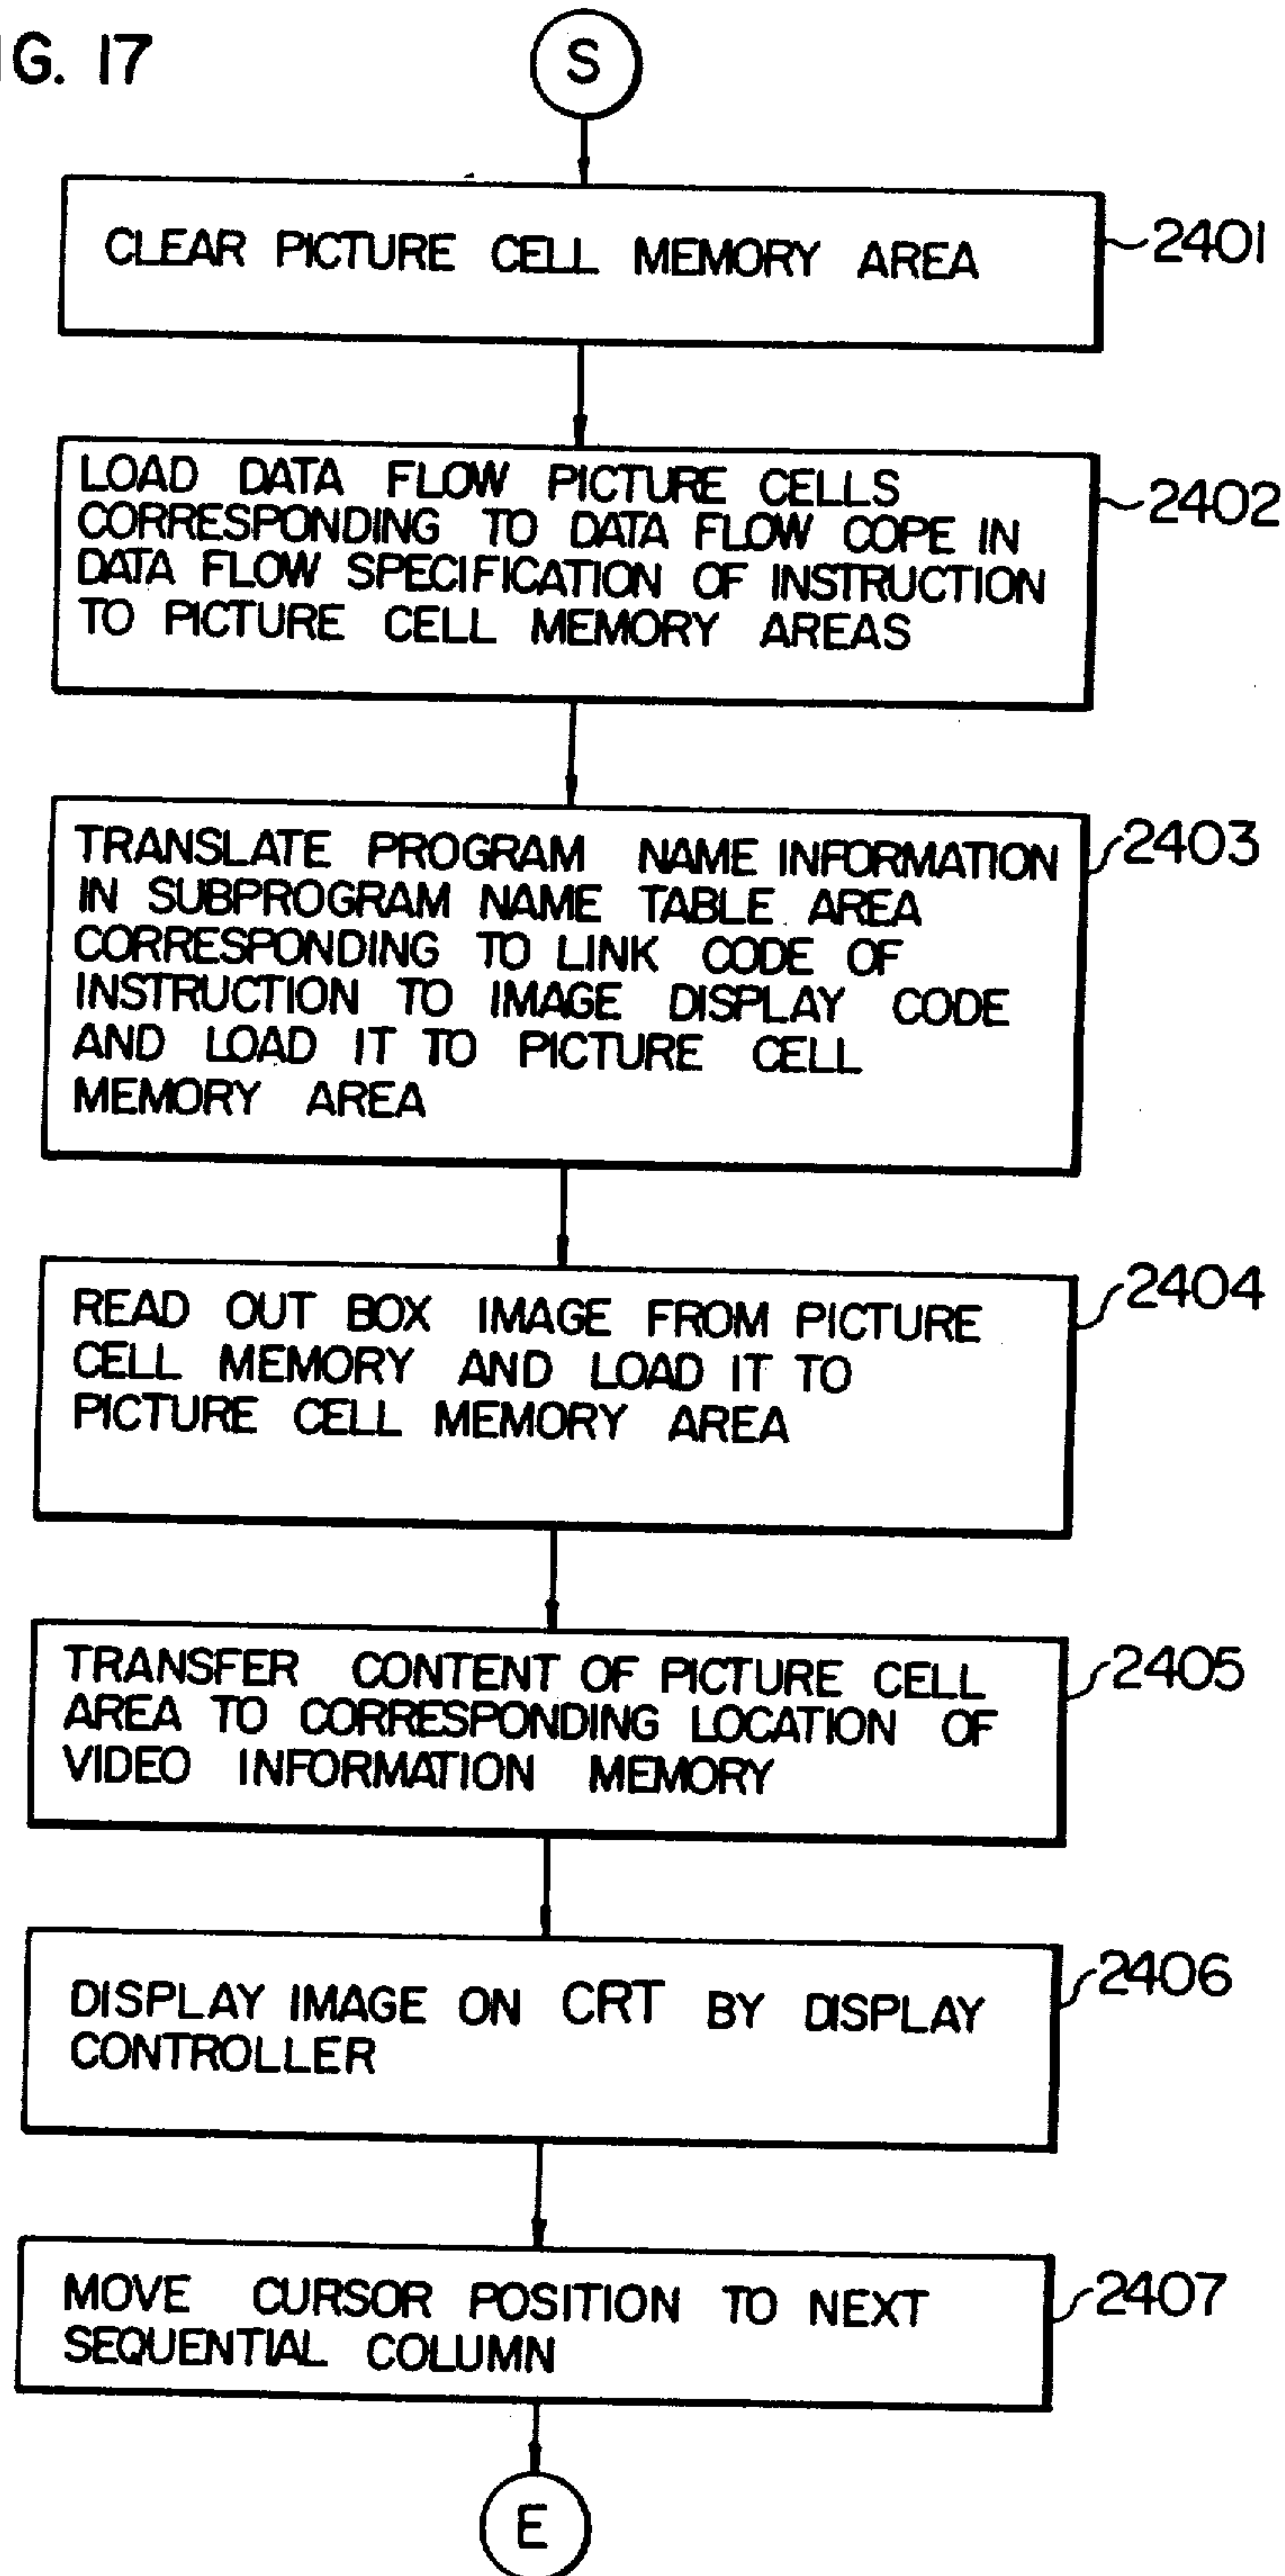 IG. 17
S
CLEAR PICTURE CELL MEMORY AREA
2401
LOAD DATA FLOW PICTURE CELLS
CORRESPONDING TO DATA FLOW COPE IN
DATA FLOW SPECIFICATION OF INSTRUCTION
TO PICTURE CELL MEMORY AREAS
2402
TRANSLATE PROGRAM NAME INFORMATION
IN SUBPROGRAM NAME TABLE AREA
CORRESPONDING TO LINK CODE OF
INSTRUCTION TO IMAGE DISPLAY CODE
AND LOAD IT TO PICTURE CELL
MEMORY AREA
2403
READ OUT BOX IMAGE FROM PICTURE
CELL MEMORY AND LOAD IT TO
PICTURE CELL MEMORY AREA
2404
TRANSFER CONTENT OF PICTURE CELL
AREA TO CORRESPONDING LOCATION OF
VIDEO INFORMATION MEMORY
2405
DISPLAY IMAGE ON CRT BY DISPLAY
CONTROLLER
2406
MOVE CURSOR POSITION TO NEXT
SEQUENTIAL COLUMN
2407
E